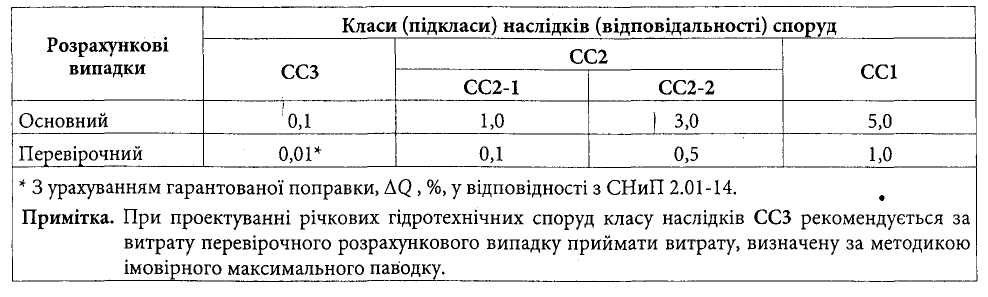 Розрахункові випадки
Класи (підкласи) наслідків (відповідальності) споруд
СС3
СС2
СС1
СС2-1
СС2-2
Основний 0,1 1,0 3,0 5,0
Перевірочний 0,01* 0,1 0,5 1,0
* З урахуванням гарантованої поправки, ΔQ , %, у відповідності з СНиП 2.01-14.
Примітка. При проектуванні річкових гідротехнічних споруд класу наслідків СС3 рекомендується за
витрату перевірочного розрахункового випадку приймати витрату, визначену за методикою
імовірного максимального паводку.